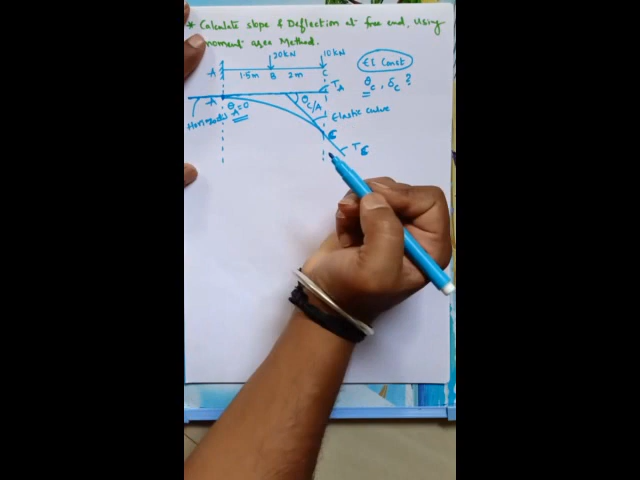 * Calculate slope & Deflection at free end, Using
moment area Method.
20kN 10kN
A 1.5m B 2m C
EI Const
θc, δc ?
TA
A θA=0 θC/A
Elastic curve
Horizontal
C
TC